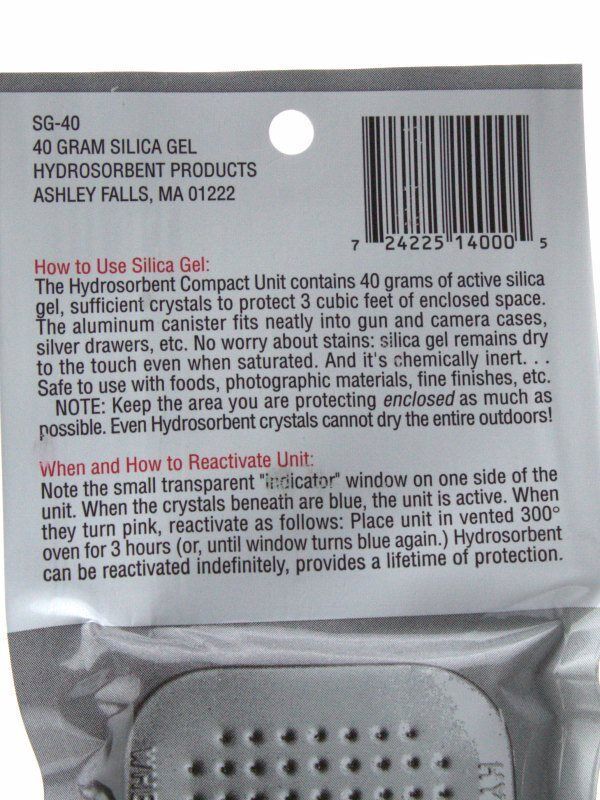 SG-40
40 GRAM SILICA GEL
HYDROSORBENT PRODUCTS
ASHLEY FALLS, MA 01222
7 24225 14000 5
How to Use Silica Gel:
The Hydrosorbent Compact Unit contains 40 grams of active silica
gel, sufficient crystals to protect 3 cubic feet of enclosed space.
The aluminum canister fits neatly into gun and camera cases,
silver drawers, etc. No worry about stains: silica gel remains dry
to the touch even when saturated. And it's chemically inert. . .
Safe to use with foods, photographic materials, fine finishes, etc.
NOTE: Keep the area you are protecting enclosed as much as
possible. Even Hydrosorbent crystals cannot dry the entire outdoors!
When and How to Reactivate Unit:
Note the small transparent "indicator" window on one side of the
unit. When the crystals beneath are blue, the unit is active. When
they turn pink, reactivate as follows: Place unit in vented 300°
oven for 3 hours (or, until window turns blue again.) Hydrosorbent
can be reactivated indefinitely, provides a lifetime of protection.